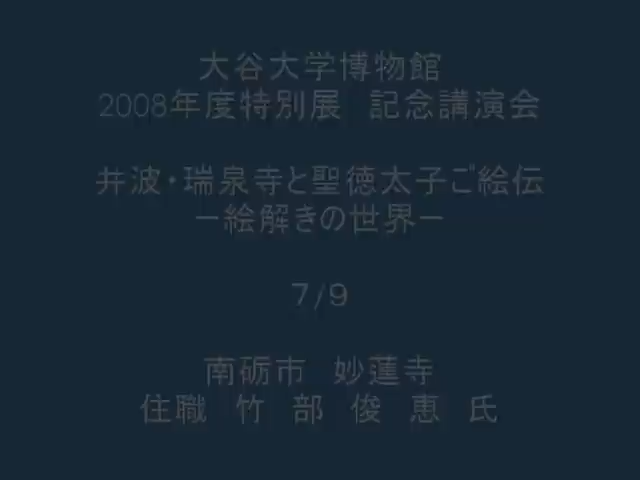 大谷大学博物館
2008年度特別展　記念講演会
井波・瑞泉寺と聖徳太子ご絵伝
－絵解きの世界－
7/9
南砺市　妙蓮寺
住職　竹　部　俊　恵　氏